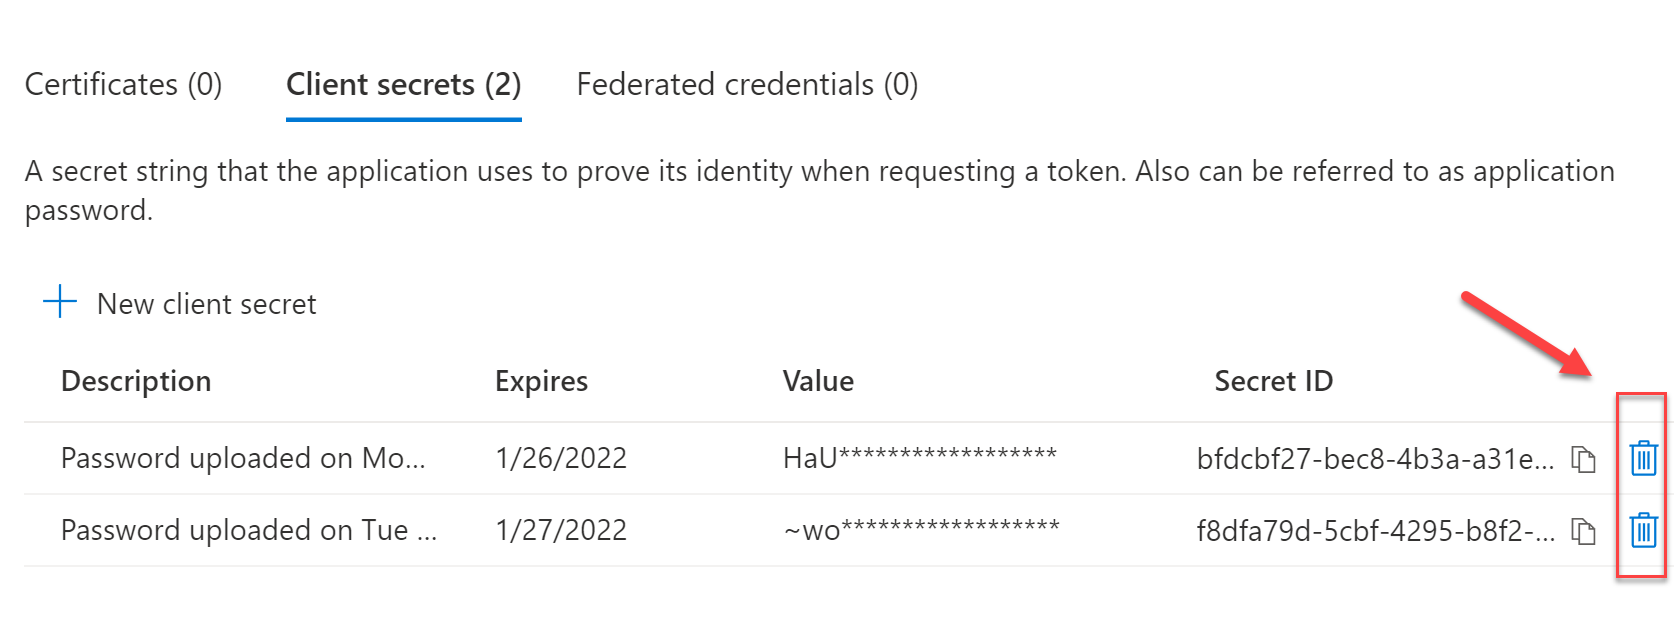 Certificates (0) Client secrets (2) Federated credentials (0)
A secret string that the application uses to prove its identity when requesting a token. Also can be referred to as application
password.
New client secret
Description Expires Value Secret ID
Password uploaded on Mo... 1/26/2022 HaU****************** bfdcbf27-bec8-4b3a-a31e...
Password uploaded on Tue ... 1/27/2022 ~wo****************** f8dfa79d-5cbf-4295-b8f2-...